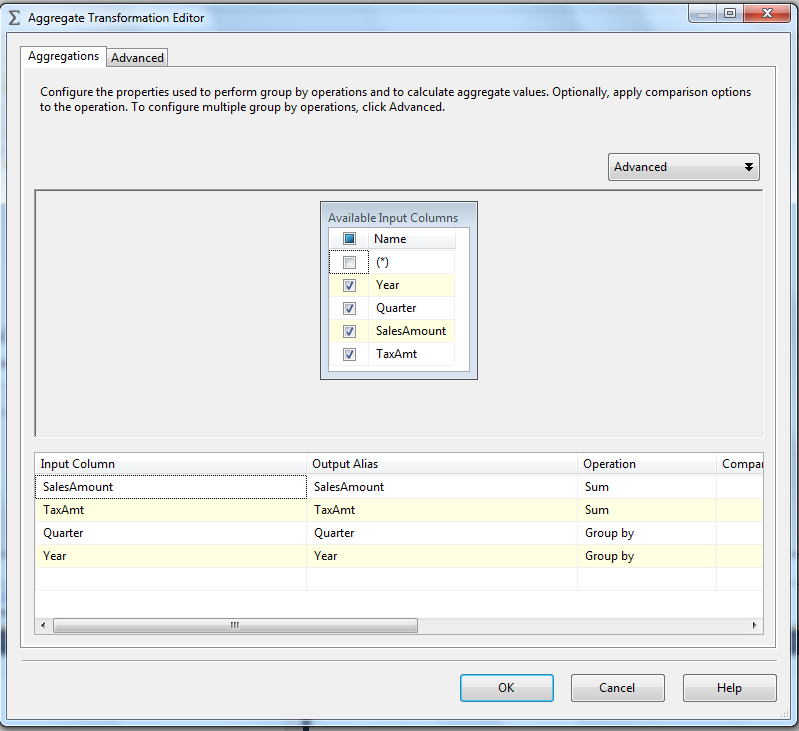 Aggregate Transformation Editor
Aggregations Advanced
Configure the properties used to perform group by operations and to calculate aggregate values. Optionally, apply comparison options
to the operation. To configure multiple group by operations, click Advanced.
Advanced
Available Input Columns
Name
(*)
Year
Quarter
SalesAmount
TaxAmt
Input Column Output Alias Operation Compar
SalesAmount SalesAmount Sum
TaxAmt TaxAmt Sum
Quarter Quarter Group by
Year Year Group by
OK Cancel Help